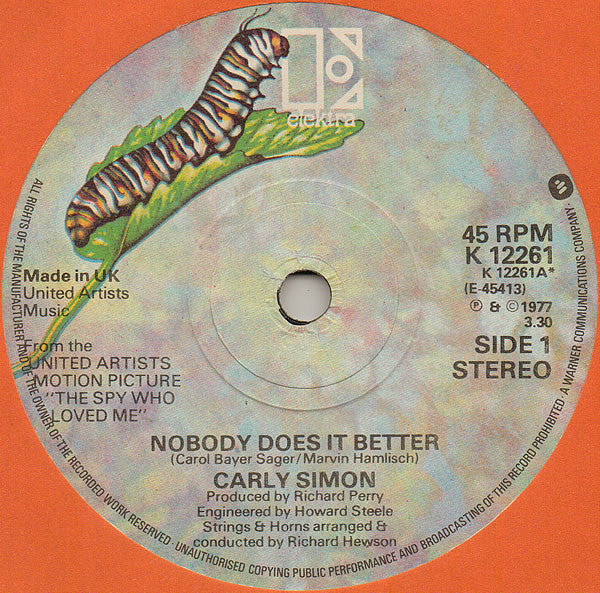 elektra
Made in UK
United Artists
Music
From the
UNITED ARTISTS
MOTION PICTURE
"THE SPY WHO
LOVED ME"
45 RPM
K 12261
K 12261A*
(E-45413)
℗ & © 1977
3.30
SIDE 1
STEREO
NOBODY DOES IT BETTER
(Carol Bayer Sager/Marvin Hamlisch)
CARLY SIMON
Produced by Richard Perry
Engineered by Howard Steele
Strings & Horns arranged &
conducted by Richard Hewson
ALL RIGHTS OF THE MANUFACTURER AND OF THE OWNER OF THE RECORDED WORK RESERVED · UNAUTHORISED COPYING PUBLIC PERFORMANCE AND BROADCASTING OF THIS RECORD PROHIBITED · A WARNER COMMUNICATIONS COMPANY ·